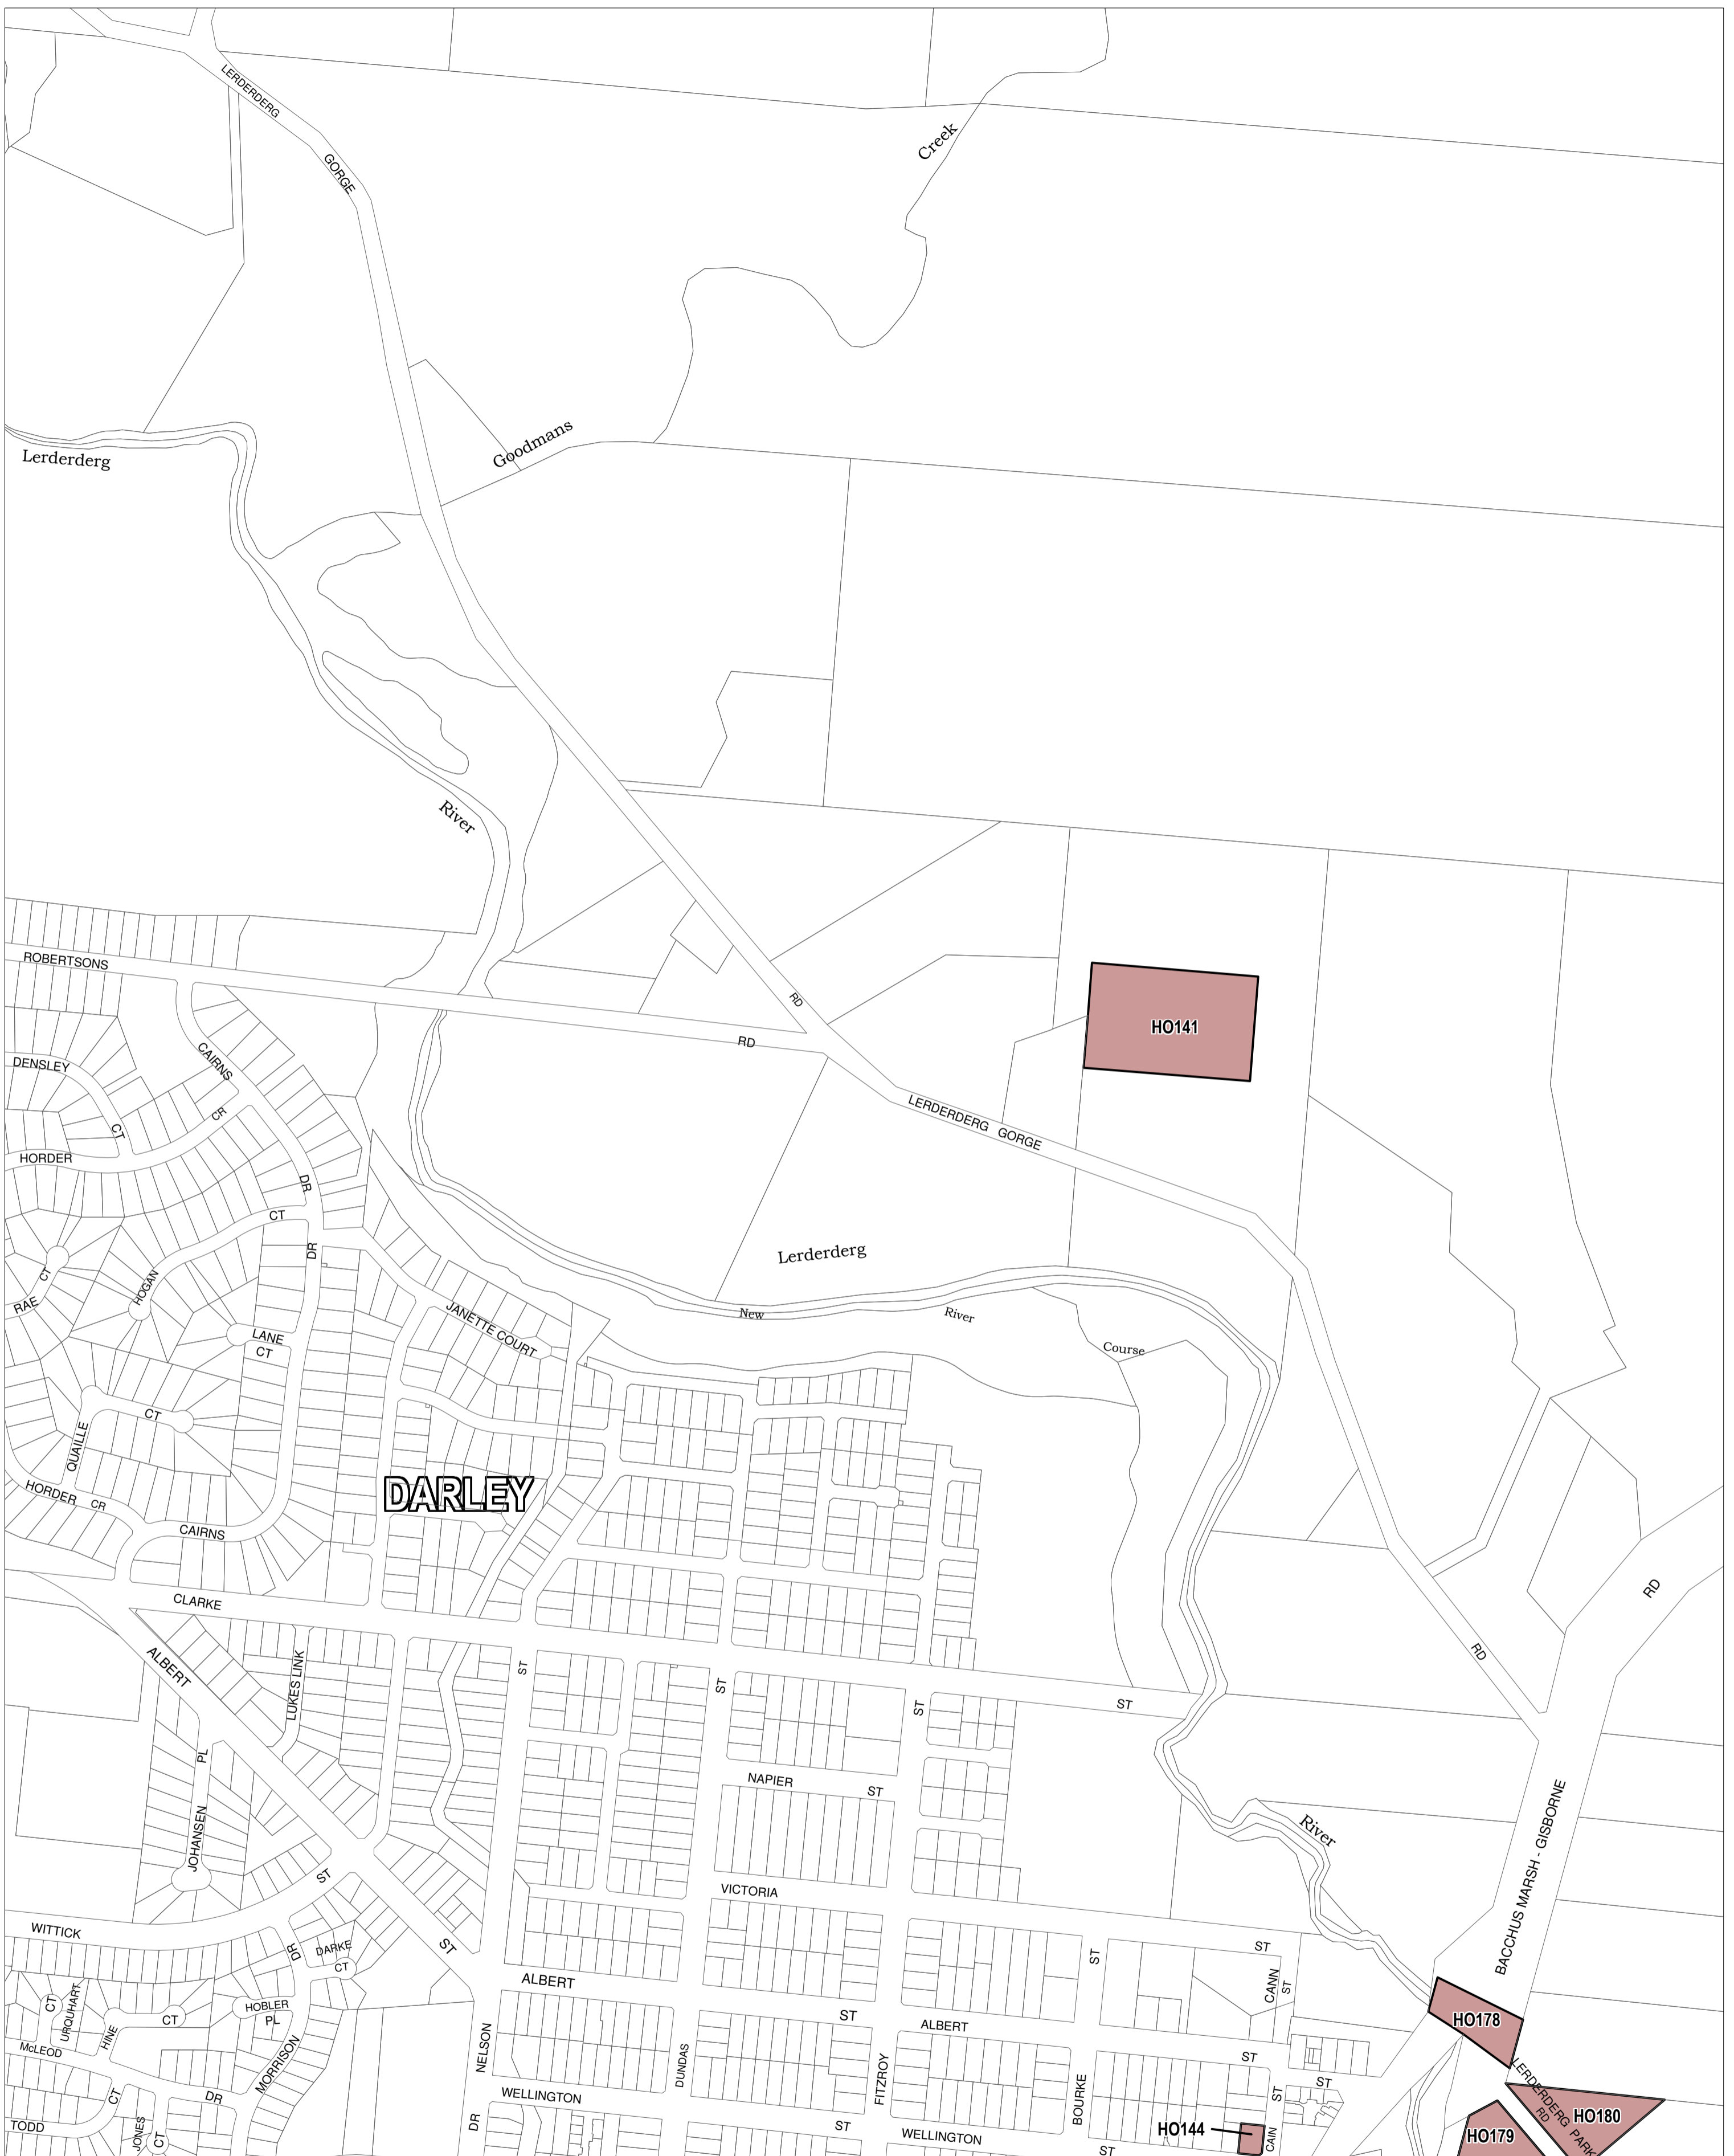 LERDERDERG
GORGE
Creek
Goodmans
Lerderderg
River
ROBERTSONS
RD
RD
HO141
DENSLEY
CT
CAIRNS
CR
HORDER
DR
LERDERDERG GORGE
CT
DR
RAE
CT
HOGAN
Lerderderg
New
River
Course
JANETTE COURT
LANE
CT
QUAILLE
CT
DARLEY
HORDER
CR
CAIRNS
CLARKE
RD
ALBERT
LUKES LINK
ST
ST
ST
ST
RD
PL
NAPIER
ST
JOHANSEN
River
BACCHUS MARSH - GISBORNE
ST
VICTORIA
WITTICK
DR
DARKE
CT
ST
ALBERT
ST
ST
CANN
ST
CT
URQUHART
HINE
CT
HOBLER
PL
ST
ALBERT
HO178
McLEOD
MORRISON
NELSON
DUNDAS
FITZROY
BOURKE
ST
LERDERDERG PARK
RD
CT
DR
WELLINGTON
ST
ST
HO180
TODD
JONES
CT
DR
ST
WELLINGTON
HO144
ST
CAIN
HO179